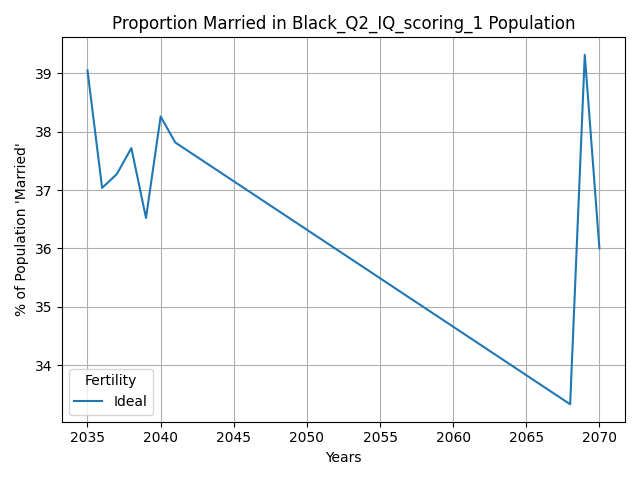 Proportion Married in Black_Q2_IQ_scoring_1 Population
% of Population 'Married'
39
38
37
36
35
34
Fertility
Ideal
2035 2040 2045 2050 2055 2060 2065 2070
Years